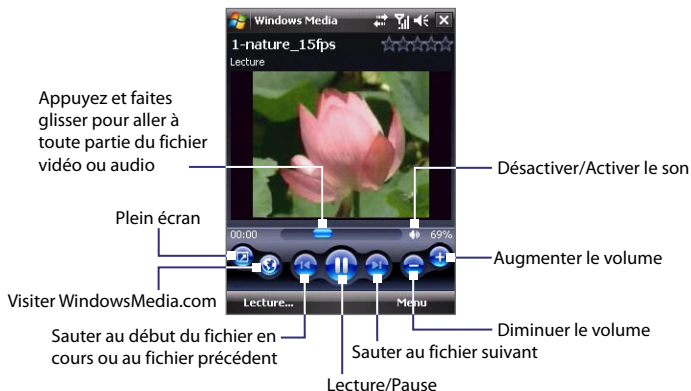 Windows Media
1-nature_15fps
Lecture
Appuyez et faites
glisser pour aller à
toute partie du fichier
vidéo ou audio
Désactiver/Activer le son
Plein écran
00:00
69%
Augmenter le volume
Visiter WindowsMedia.com
Lecture...
Menu
Sauter au début du fichier en
cours ou au fichier précédent
Diminuer le volume
Sauter au fichier suivant
Lecture/Pause